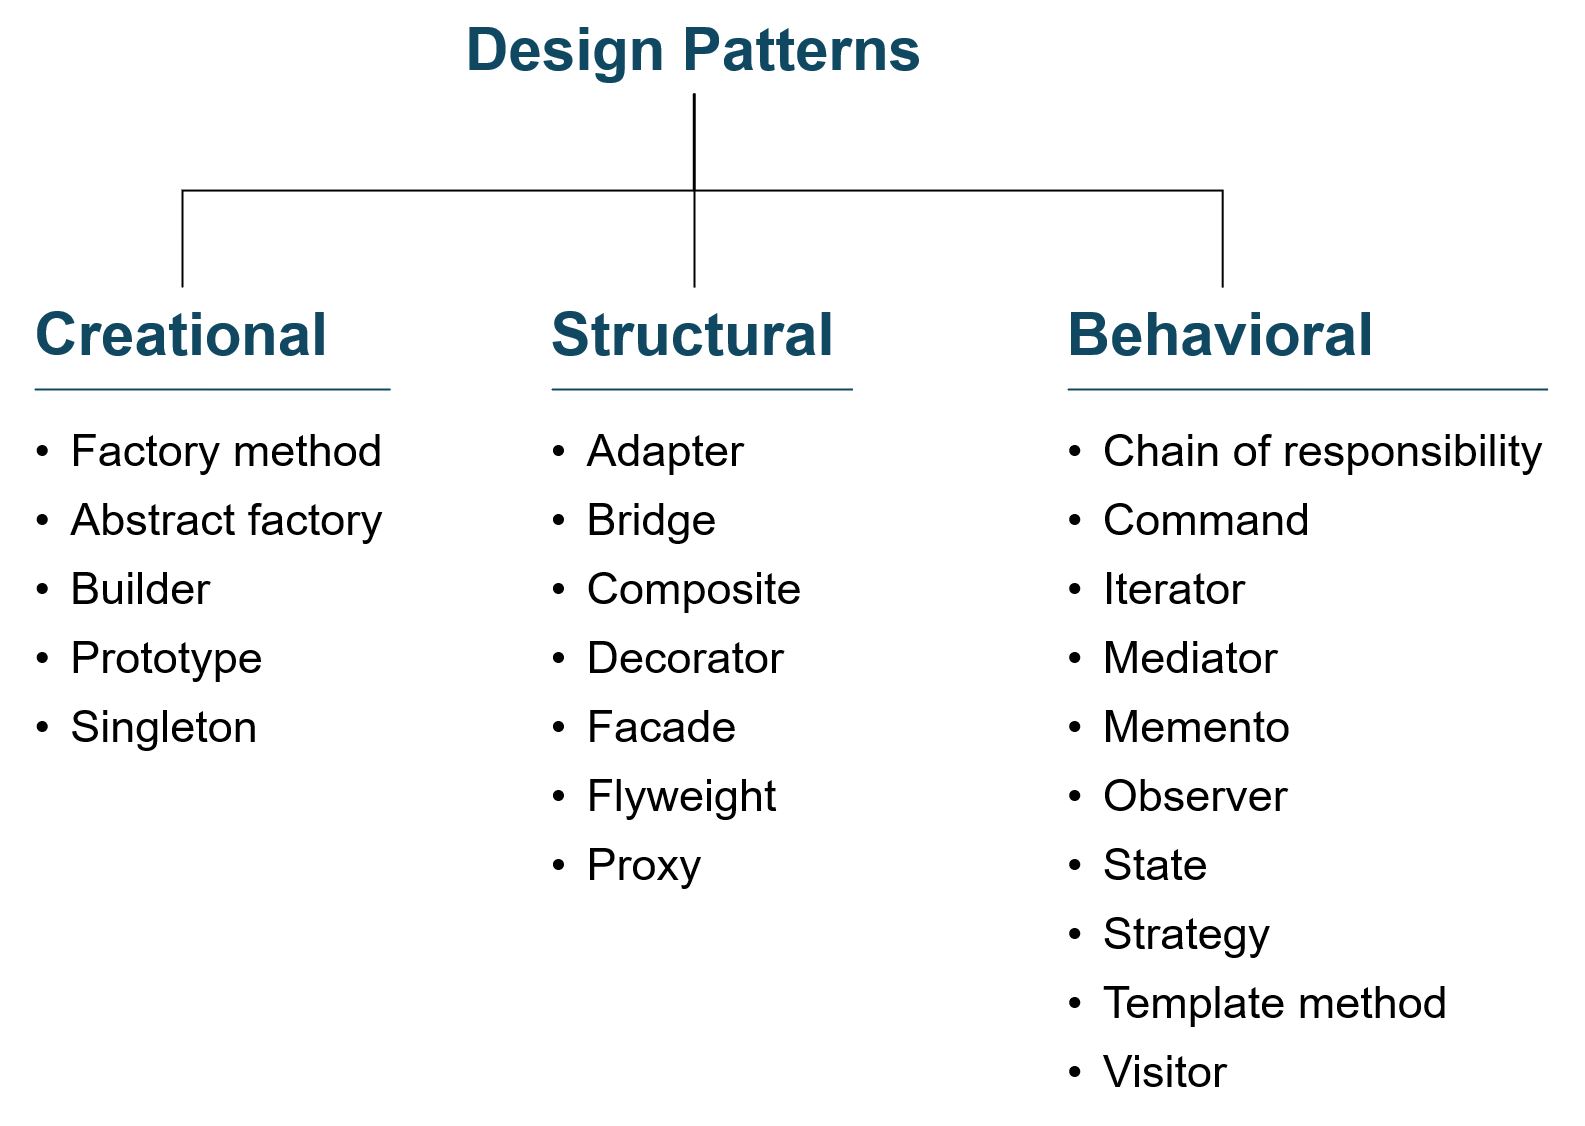 Design Patterns
Creational
• Factory method
• Abstract factory
• Builder
• Prototype
• Singleton
Structural
• Adapter
• Bridge
• Composite
• Decorator
• Facade
• Flyweight
• Proxy
Behavioral
• Chain of responsibility
• Command
• Iterator
• Mediator
• Memento
• Observer
• State
• Strategy
• Template method
• Visitor